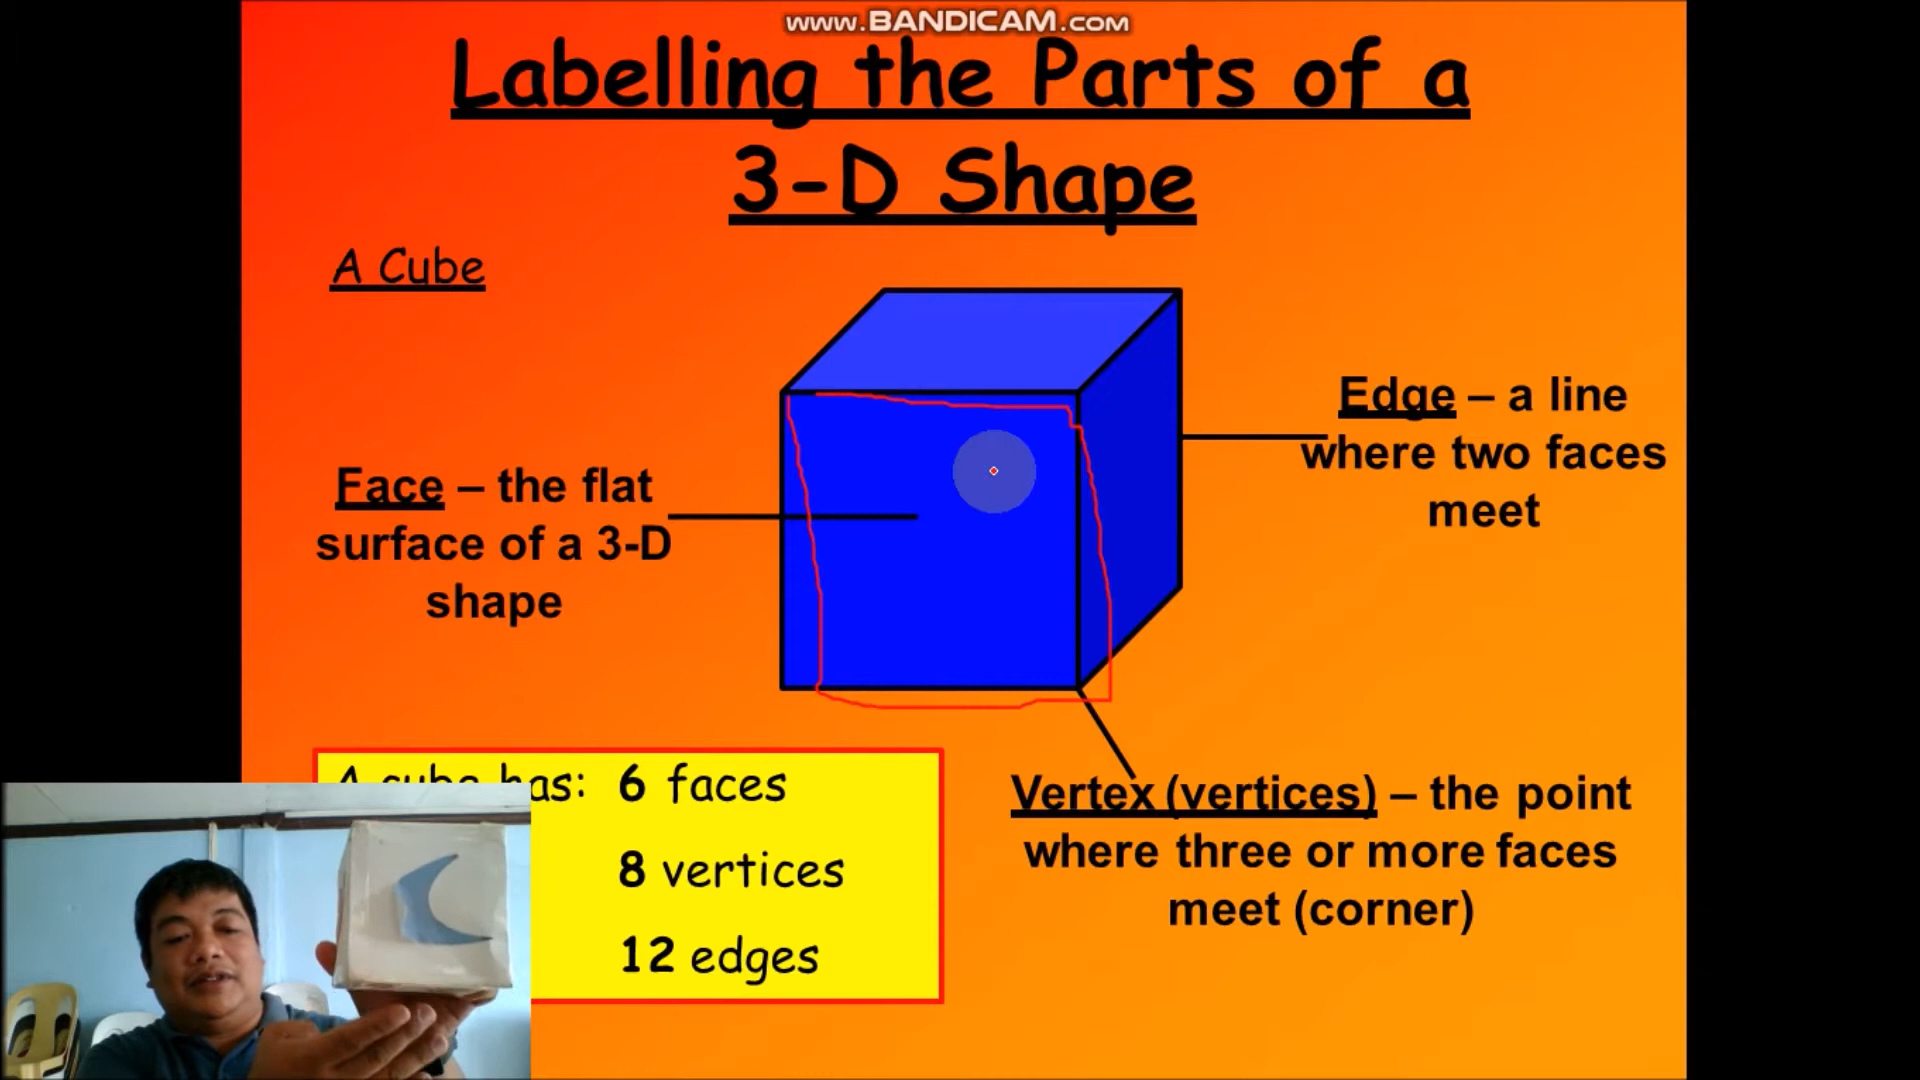 www.BANDICAM.com
Labelling the Parts of a
3-D Shape
A Cube
Edge – a line
where two faces
meet
Face – the flat
surface of a 3-D
shape
A cube has: 6 faces
8 vertices
12 edges
Vertex (vertices) – the point
where three or more faces
meet (corner)